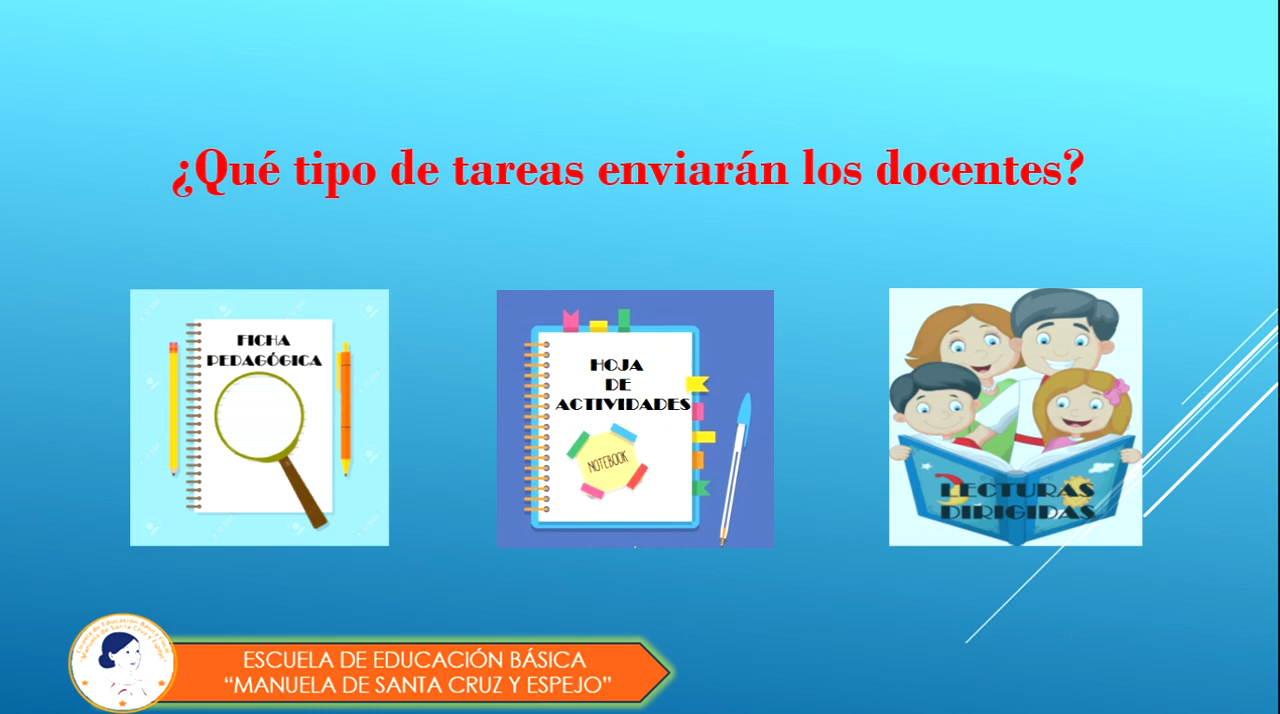 ¿Qué tipo de tareas enviarán los docentes?
FICHA
PEDAGÓGICA
HOJA
DE
ACTIVIDADES
NOTEBOOK
LECTURAS
DIRIGIDAS
ESCUELA DE EDUCACIÓN BÁSICA
“MANUELA DE SANTA CRUZ Y ESPEJO”